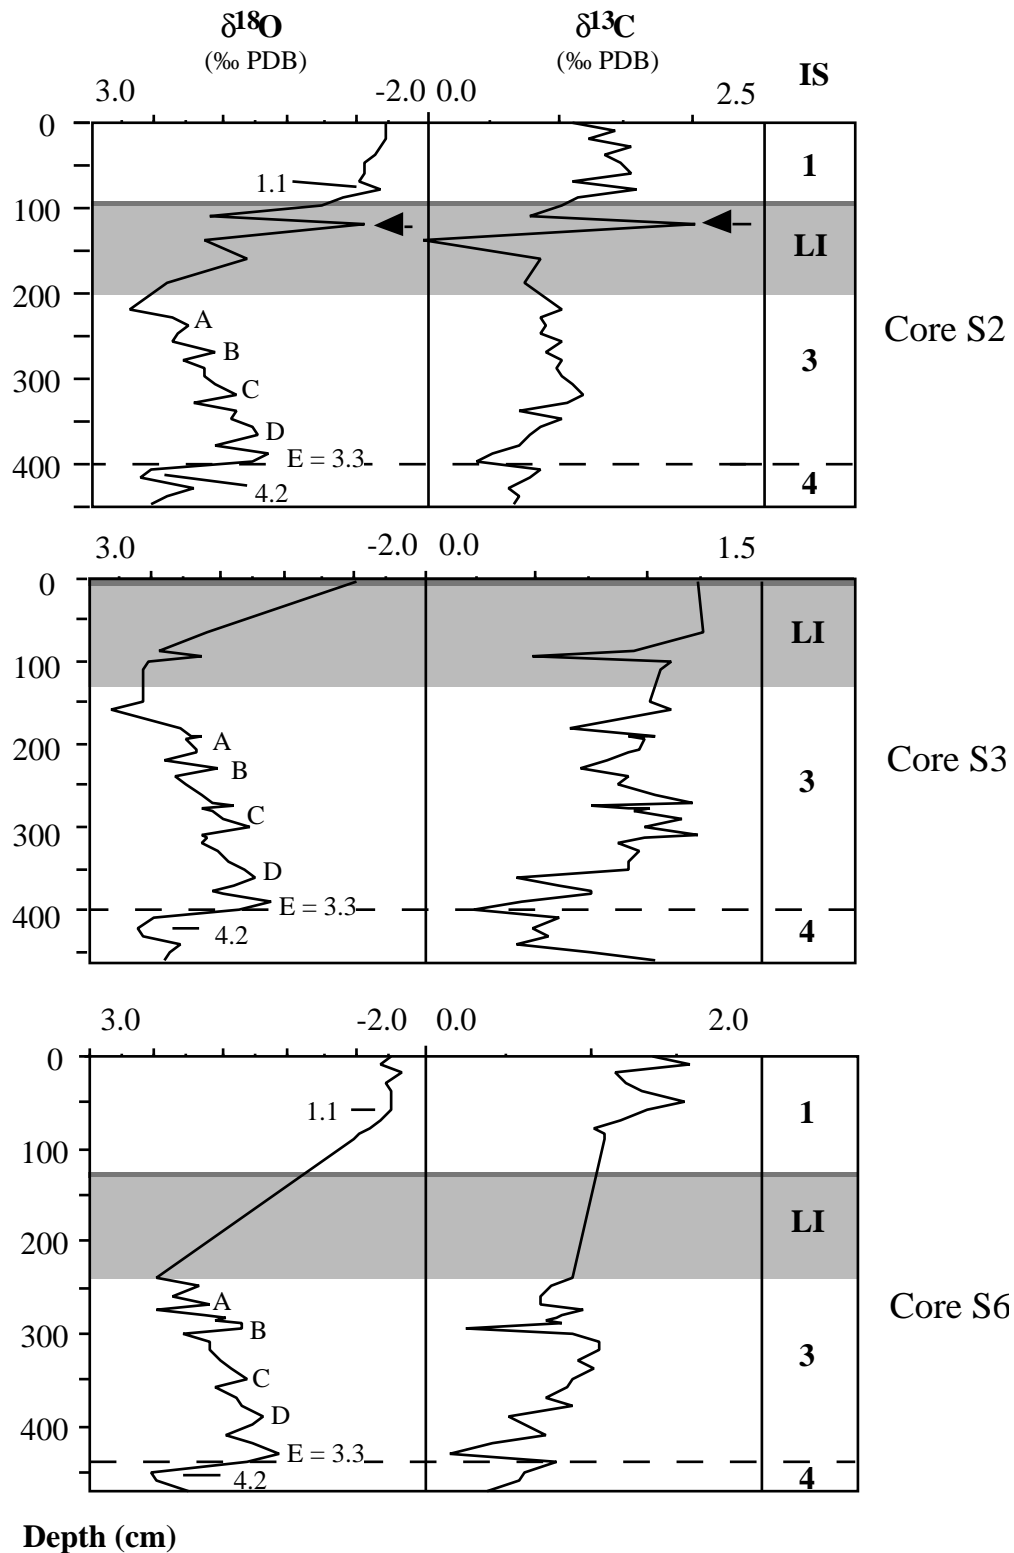 δ18O δ13C
(‰ PDB) (‰ PDB) IS
3.0 -2.0 0.0 2.5
0
1
1.1
100
LI
200
A
Core S2
B
3
300
C
D
E = 3.3
400
4
4.2
3.0 -2.0 0.0 1.5
0
LI
100
A
200
Core S3
B
3
C
300
D
E = 3.3
400
4
4.2
3.0 -2.0 0.0 2.0
0
1.1
1
100
LI
200
A
Core S6
B
300
3
C
D
400
E = 3.3
4
4.2
Depth (cm)